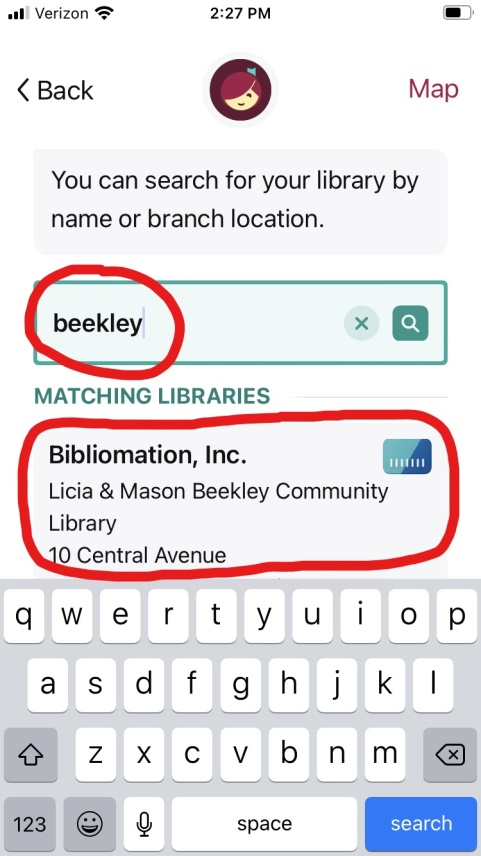 Verizon 2:27 PM
Back Map
You can search for your library by
name or branch location.
beekley
MATCHING LIBRARIES
Bibliomation, Inc.
Licia & Mason Beekley Community
Library
10 Central Avenue
q w e r t y u i o p
a s d f g h j k l
z x c v b n m
123 space search